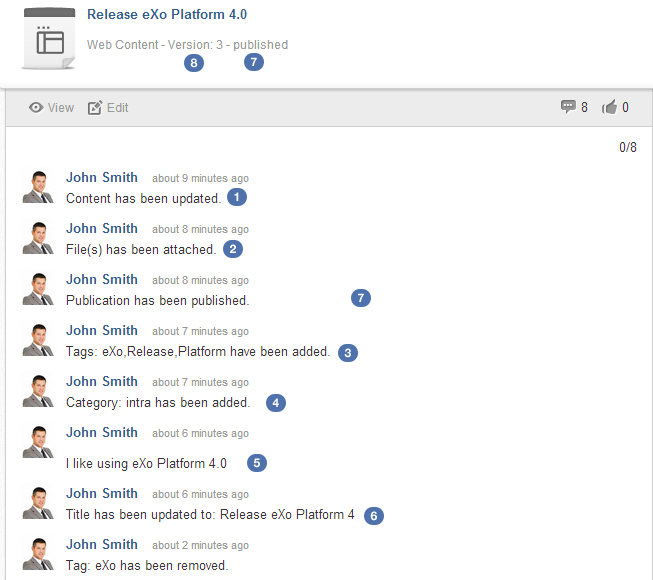 Release eXo Platform 4.0
Web Content - Version: 3 - published
8 7
View Edit 8 0
0/8
John Smith about 9 minutes ago
Content has been updated. 1
John Smith about 8 minutes ago
File(s) has been attached. 2
John Smith about 8 minutes ago
Publication has been published. 7
John Smith about 7 minutes ago
Tags: eXo,Release,Platform have been added. 3
John Smith about 7 minutes ago
Category: intra has been added. 4
John Smith about 6 minutes ago
I like using eXo Platform 4.0 5
John Smith about 6 minutes ago
Title has been updated to: Release eXo Platform 4 6
John Smith about 2 minutes ago
Tag: eXo has been removed.